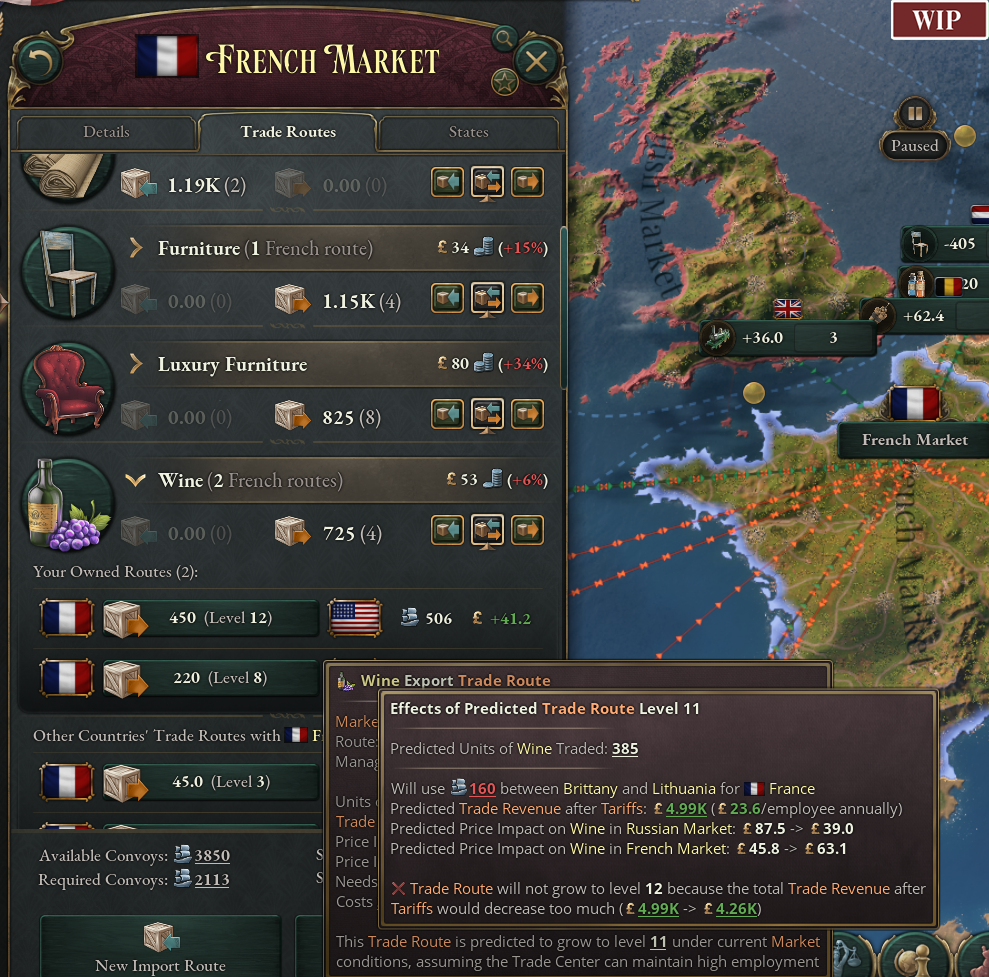 WIP
FRENCH MARKET
Details
Trade Routes
States
Paused
1.19K (2)
0.00 (0)
Furniture (1 French route)
£ 34 (+15%)
0.00 (0)
1.15K (4)
-405
20
+62.4
+36.0
3
Luxury Furniture
£ 80 (+34%)
0.00 (0)
825 (8)
French Market
Wine (2 French routes)
£ 53 (+6%)
0.00 (0)
725 (4)
Your Owned Routes (2):
450 (Level 12)
506
£ +41.2
220 (Level 8)
Other Countries' Trade Routes with F
45.0 (Level 3)
Available Convoys: 3850
Required Convoys: 2113
New Import Route
Wine Export Trade Route
Marke
Route:
Manag
Units
Trade
Price I
Price I
Needs
Costs
Effects of Predicted Trade Route Level 11
Predicted Units of Wine Traded: 385
Will use 160 between Brittany and Lithuania for France
Predicted Trade Revenue after Tariffs: £ 4.99K ( £ 23.6/employee annually)
Predicted Price Impact on Wine in Russian Market: £ 87.5 -> £ 39.0
Predicted Price Impact on Wine in French Market: £ 45.8 -> £ 63.1
Trade Route will not grow to level 12 because the total Trade Revenue after
Tariffs would decrease too much (£ 4.99K -> £ 4.26K)
This Trade Route is predicted to grow to level 11 under current Market
conditions, assuming the Trade Center can maintain high employment